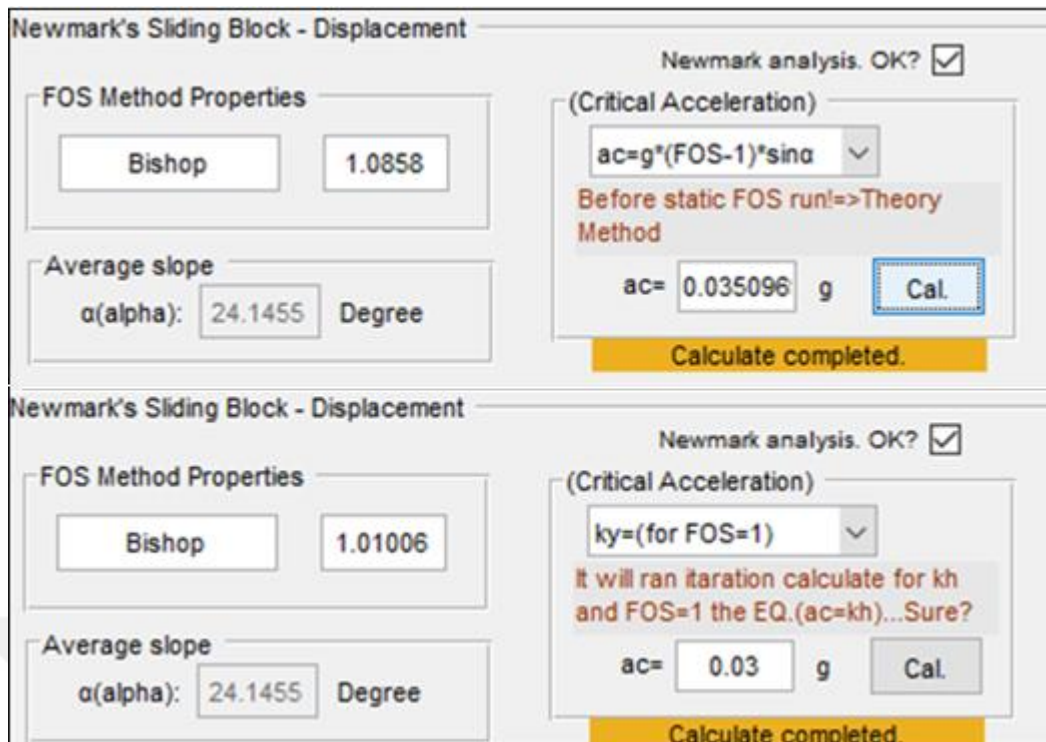 Newmark's Sliding Block - Displacement
Newmark analysis. OK?
FOS Method Properties
Bishop 1.0858
Average slope
α(alpha): 24.1455 Degree
(Critical Acceleration)
ac=g*(FOS-1)*sinα
Before static FOS run!=>Theory
Method
ac= 0.035096 g Cal.
Calculate completed.
Newmark's Sliding Block - Displacement
Newmark analysis. OK?
FOS Method Properties
Bishop 1.01006
Average slope
α(alpha): 24.1455 Degree
(Critical Acceleration)
ky=(for FOS=1)
It will ran itaration calculate for kh
and FOS=1 the EQ.(ac=kh)...Sure?
ac= 0.03 g Cal.
Calculate completed.